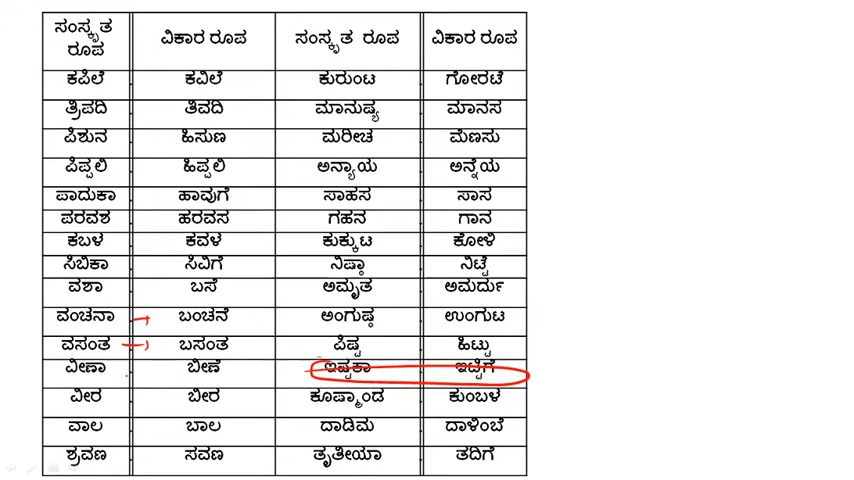 ಸಂಸ್ಕೃತ ರೂಪ ವಿಕಾರ ರೂಪ ಸಂಸ್ಕೃತ ರೂಪ ವಿಕಾರ ರೂಪ
ಕಪಿಲೆ ಕವಿಲೆ ಕುರುಂಟ ಗೋರಟೆ
ತ್ರಿಪದಿ ತಿವದಿ ಮಾನುಷ್ಯ ಮಾನಸ
ಪಿಶುನ ಹಿಸುಣ ಮರೀಚ ಮೆಣಸು
ಪಿಪ್ಪಲಿ ಹಿಪ್ಪಲಿ ಅನ್ಯಾಯ ಅನ್ನೆಯ
ಪಾದುಕಾ ಹಾವುಗೆ ಸಾಹಸ ಸಾಸ
ಪರವಶ ಹರವಸ ಗಹನ ಗಾನ
ಕಬಳ ಕವಳ ಕುಕ್ಕುಟ ಕೋಳಿ
ಸಿಬಿಕಾ ಸಿವಿಗೆ ನಿಷ್ಠಾ ನಿಟ್ಟೆ
ವಶಾ ಬಸೆ ಅಮೃತ ಅಮರ್ದು
ವಂಚನಾ ಬಂಚನೆ ಅಂಗುಷ್ಠ ಉಂಗುಟ
ವಸಂತ ಬಸಂತ ಪಿಷ್ಟ ಹಿಟ್ಟು
ವೀಣಾ ಬೀಣೆ ಇಷ್ಟಕಾ ಇಟ್ಟಿಗೆ
ವೀರ ಬೀರ ಕೂಷ್ಮಾಂಡ ಕುಂಬಳ
ವಾಲ ಬಾಲ ದಾಡಿಮ ದಾಳಿಂಬೆ
ಶ್ರವಣ ಸವಣ ತೃತೀಯಾ ತದಿಗೆ